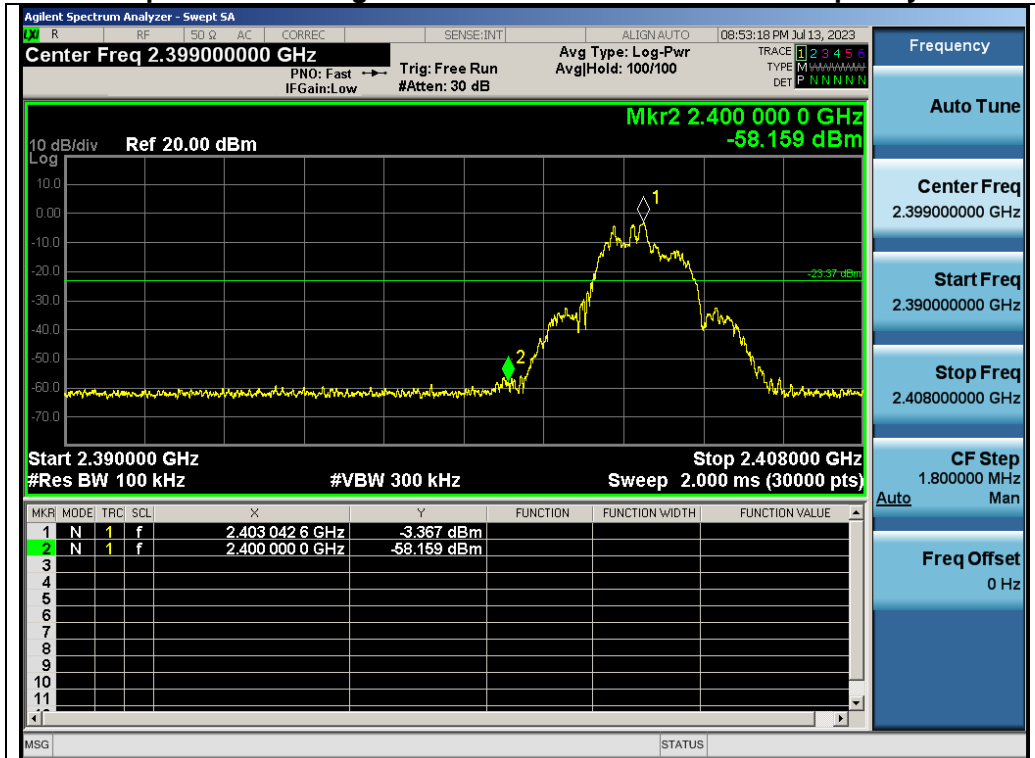 Agilent Spectrum Analyzer - Swept SA
LXI R RF 50 Ω AC CORREC SENSE:INT ALIGN AUTO 08:53:18 PM Jul 13, 2023
Center Freq 2.399000000 GHz
PNO: Fast
IFGain:Low
Trig: Free Run
#Atten: 30 dB
Avg Type: Log-Pwr
Avg|Hold: 100/100
TRACE 1 2 3 4 5 6
TYPE M WWWWW
DET P N N N N N
Mkr2 2.400 000 0 GHz
-58.159 dBm
10 dB/div Ref 20.00 dBm
Log
10.0
0.00
-10.0
-20.0
-30.0
-40.0
-50.0
-60.0
-70.0
1
2
-23.37 dBm
Start 2.390000 GHz Stop 2.408000 GHz
#Res BW 100 kHz #VBW 300 kHz Sweep 2.000 ms (30000 pts)
MKR MODE TRC SCL X Y FUNCTION FUNCTION WIDTH FUNCTION VALUE
1 N 1 f 2.403 042 6 GHz -3.367 dBm
2 N 1 f 2.400 000 0 GHz -58.159 dBm
3
4
5
6
7
8
9
10
11
MSG STATUS
Frequency
Auto Tune
Center Freq
2.399000000 GHz
Start Freq
2.390000000 GHz
Stop Freq
2.408000000 GHz
CF Step
1.800000 MHz
Auto Man
Freq Offset
0 Hz